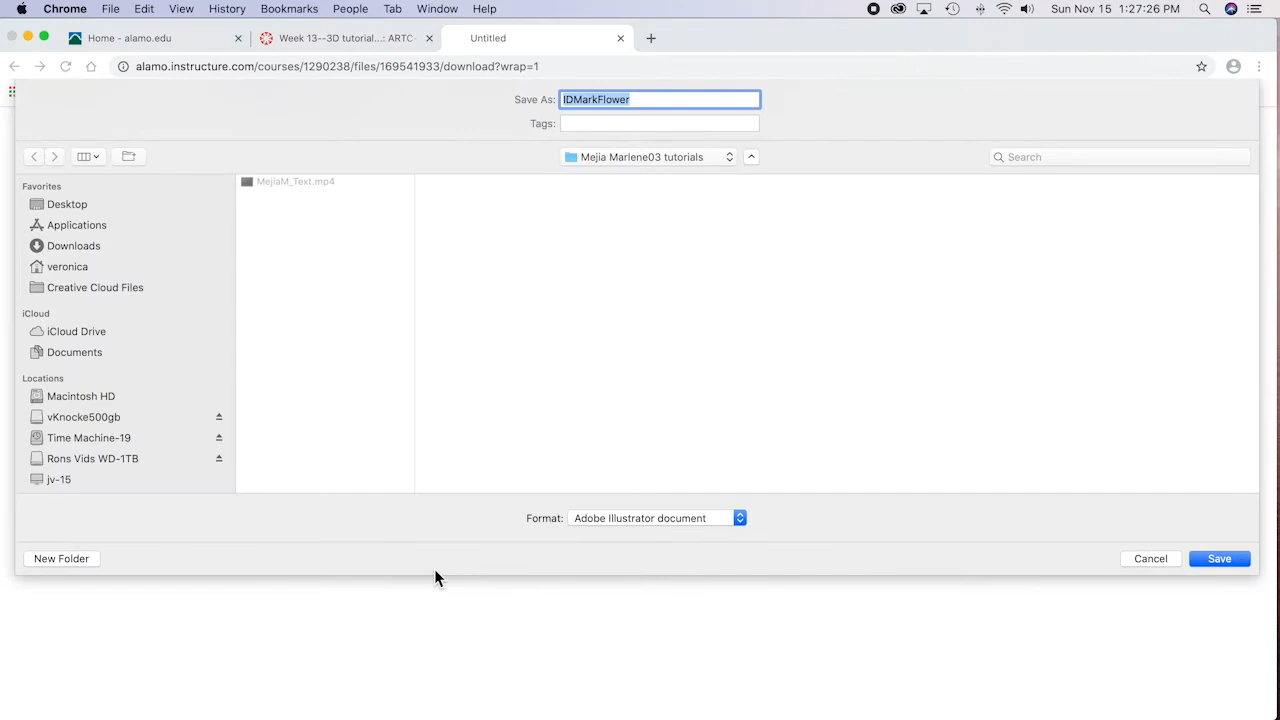 Chrome File Edit View History Bookmarks People Tab Window Help Sun Nov 15 1:27:26 PM
Home - alamo.edu Week 13--3D tutorial...: ARTC- Untitled
alamo.instructure.com/courses/1290238/files/169541933/download?wrap=1
Save As: IDMarkFlower
Tags:
Mejia Marlene03 tutorials Search
Favorites
MejiaM_Text.mp4
Desktop
Applications
Downloads
veronica
Creative Cloud Files
iCloud
iCloud Drive
Documents
Locations
Macintosh HD
vKnocke500gb
Time Machine-19
Rons Vids WD-1TB
jv-15
Format: Adobe Illustrator document
New Folder Cancel Save